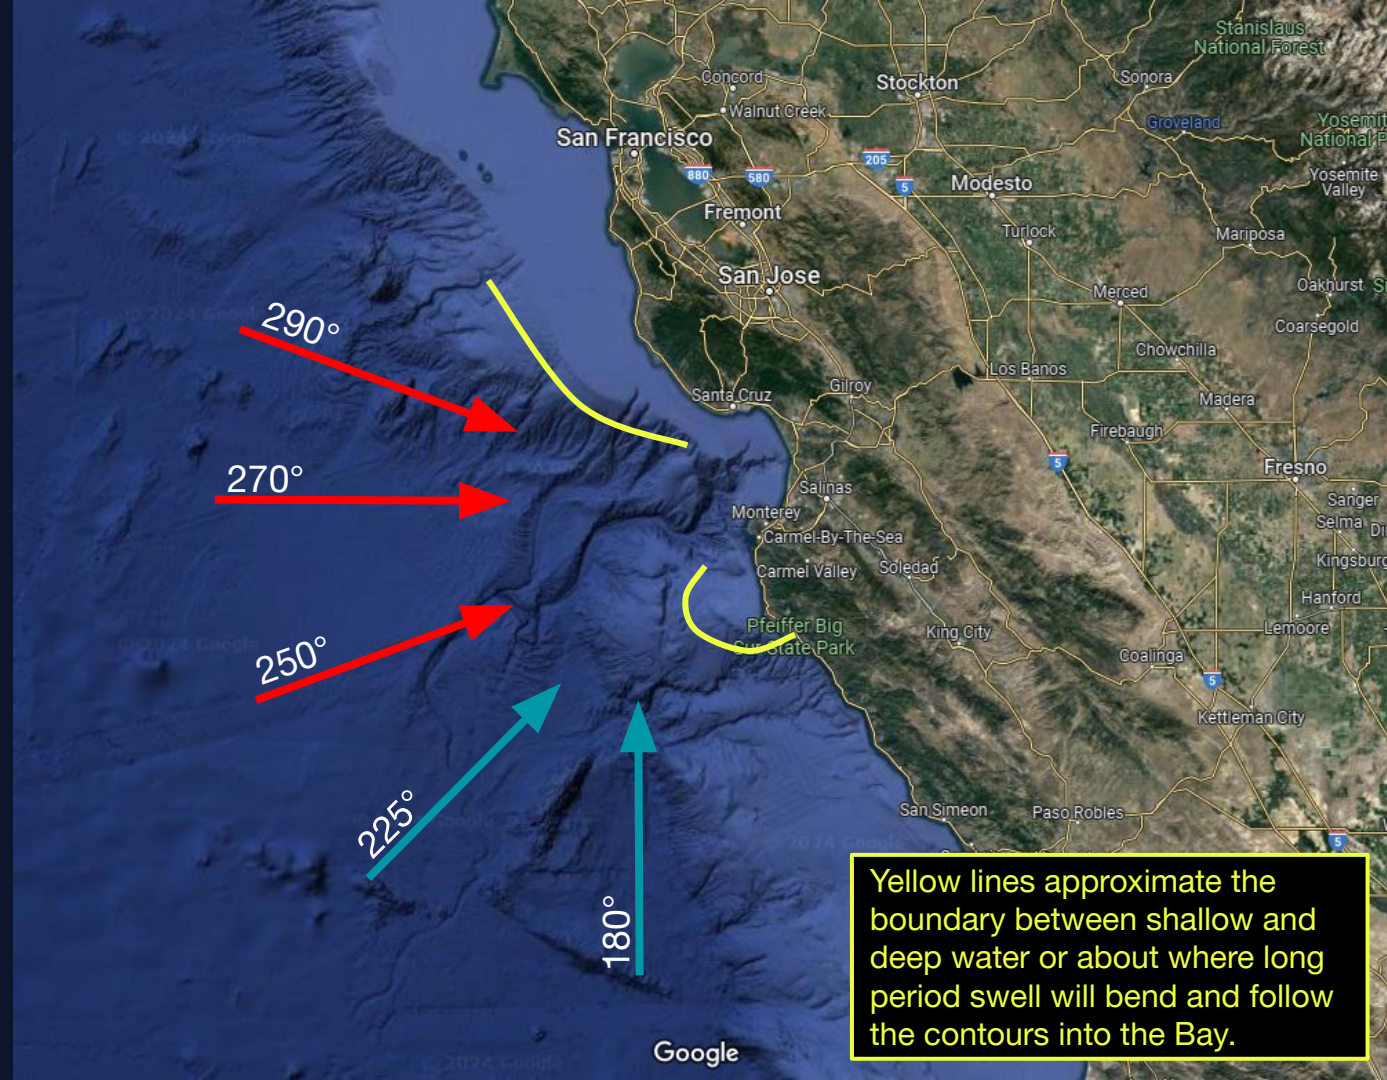 Stanislaus
National Forest
Concord
Stockton
Sonora
Walnut Creek
Groveland
Yosemit
National P
San Francisco
205
880
580
5
Modesto
Yosemite
Valley
Fremont
Turlock
Mariposa
San Jose
Merced
Oakhurst
S
290°
Coarsegold
Chowchilla
Los Banos
Santa Cruz
Gilroy
Madera
Firebaugh
5
Fresno
270°
Salinas
Sanger
Monterey
Selma
Di
Carmel-By-The-Sea
Kingsburg
Carmel Valley
Soledad
Hanford
Pfeiffer Big
Sur State Park
King City
Lemoore
250°
Coalinga
5
Kettleman City
225°
San Simeon
Paso Robles
5
180°
Yellow lines approximate the
boundary between shallow and
deep water or about where long
period swell will bend and follow
the contours into the Bay.
Google